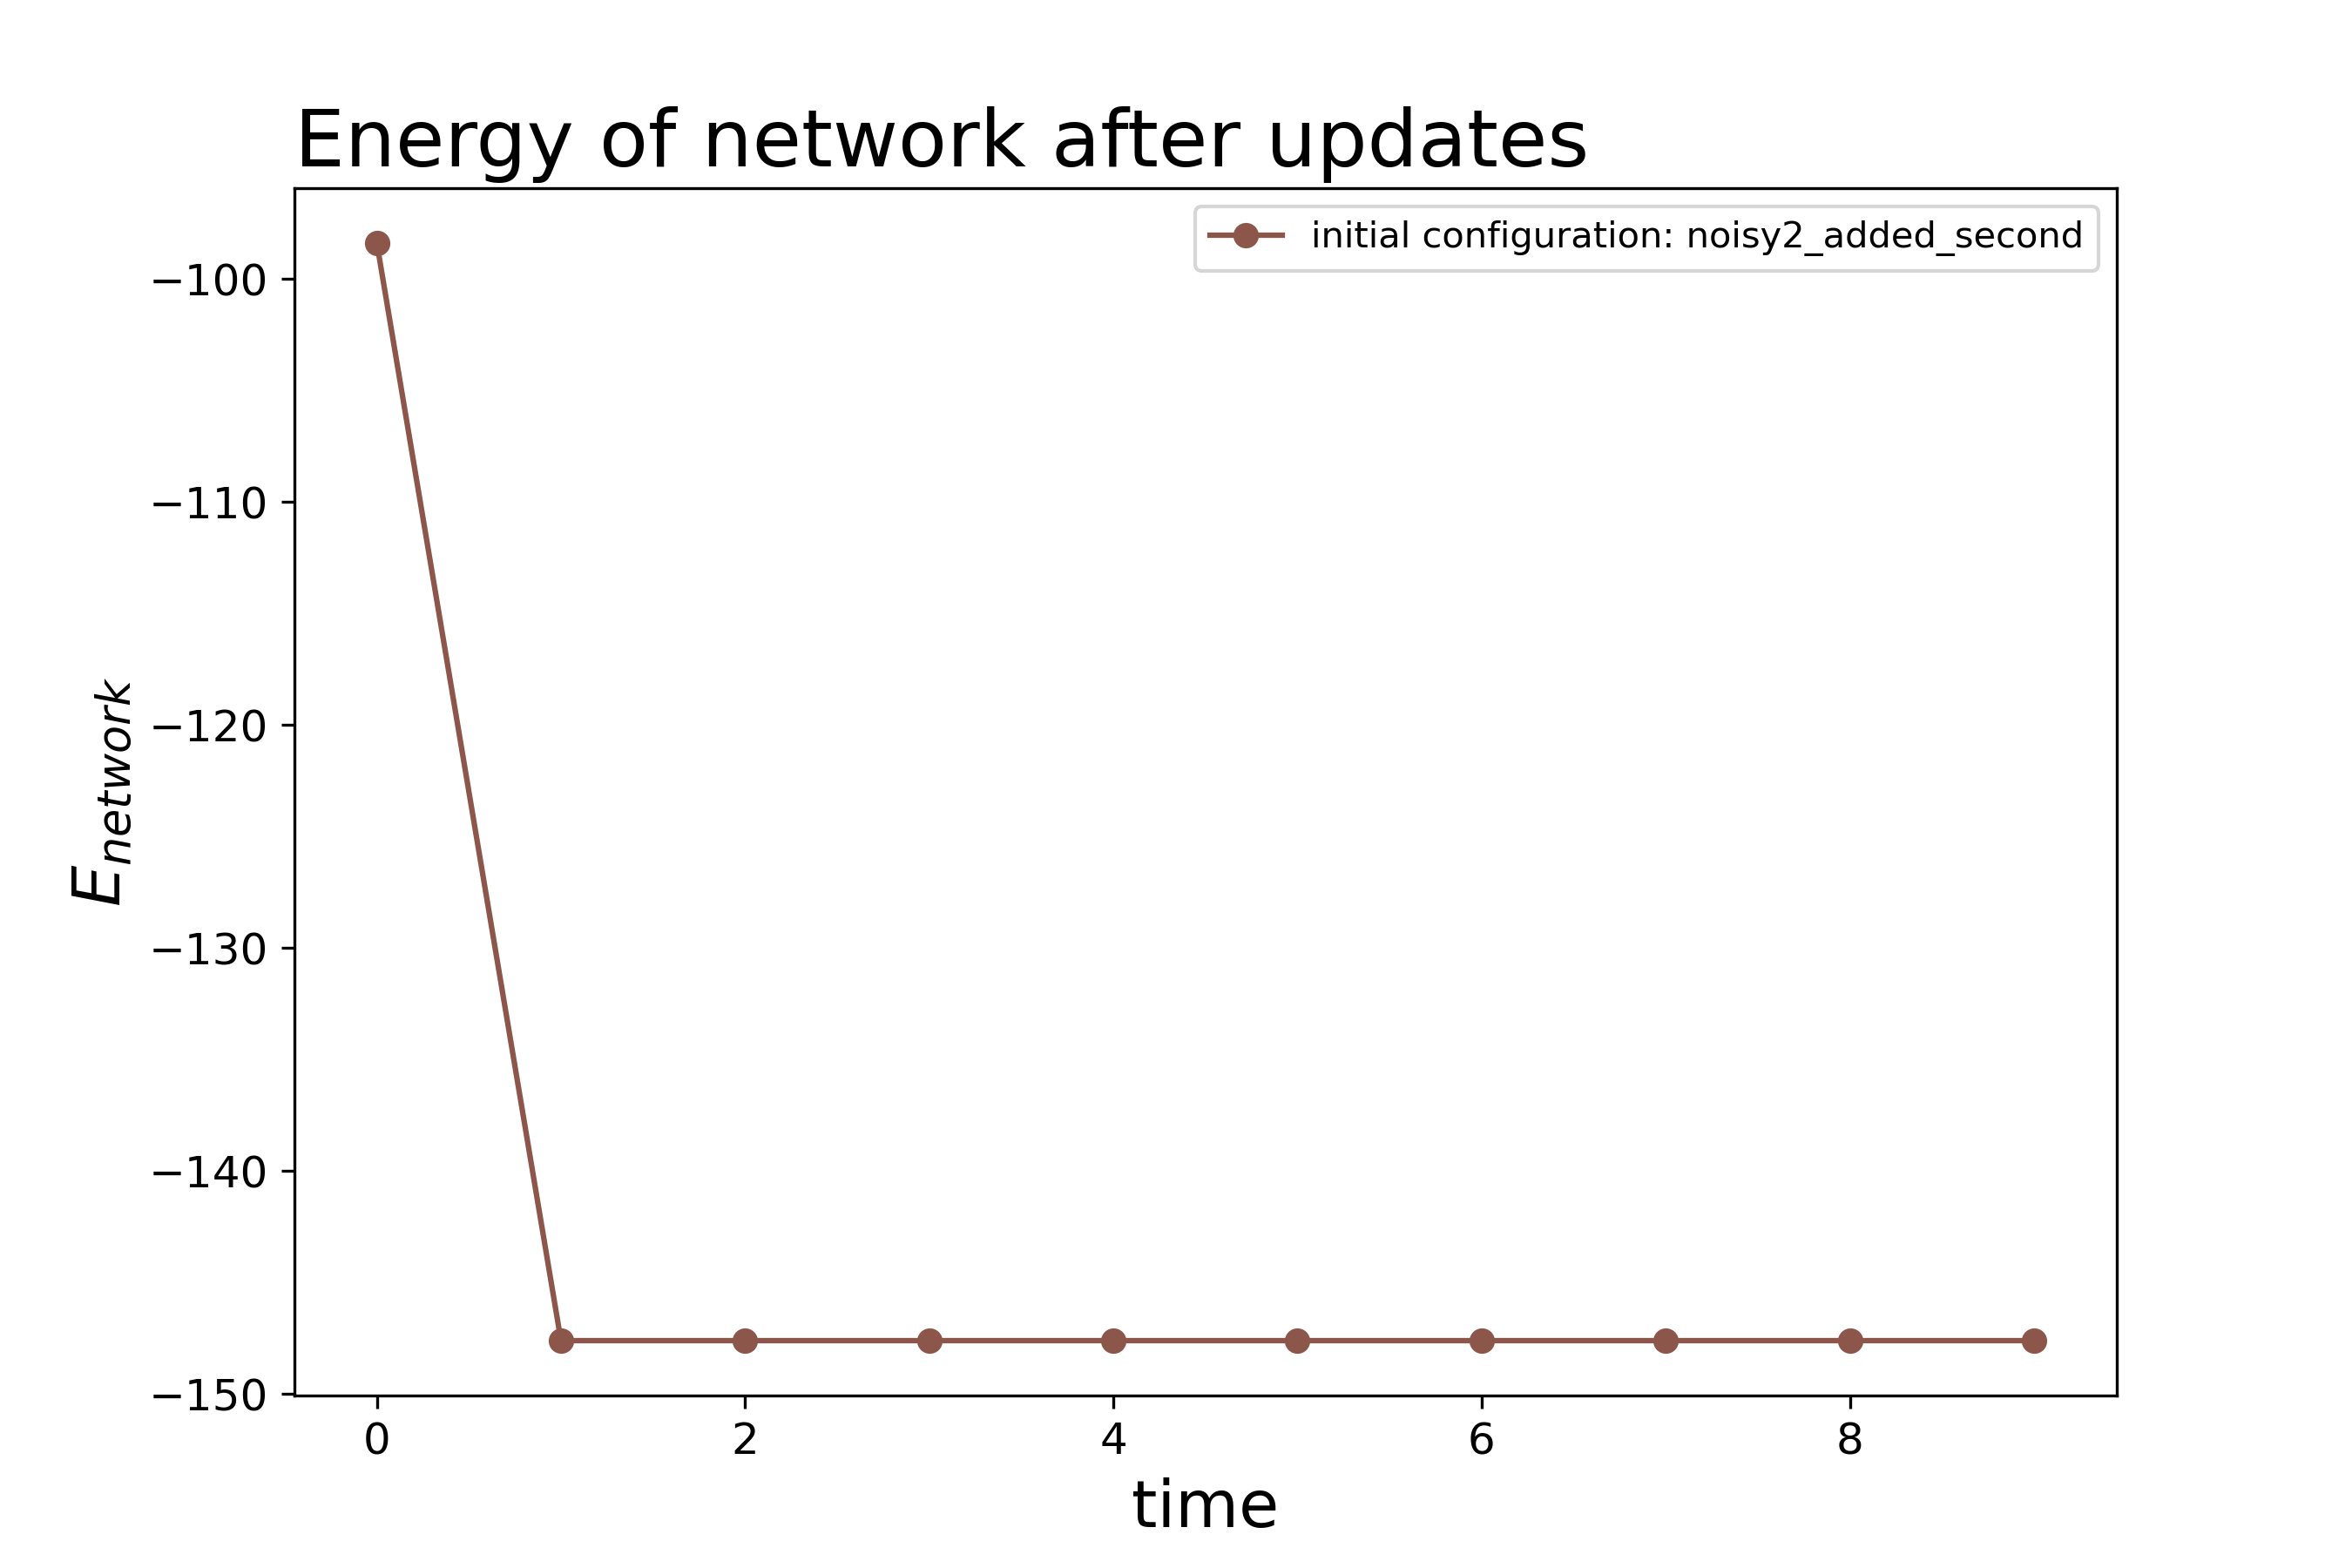 Energy of network after updates
initial configuration: noisy2_added_second
−100
−110
−120
−130
−140
−150
E_network
0 2 4 6 8
time